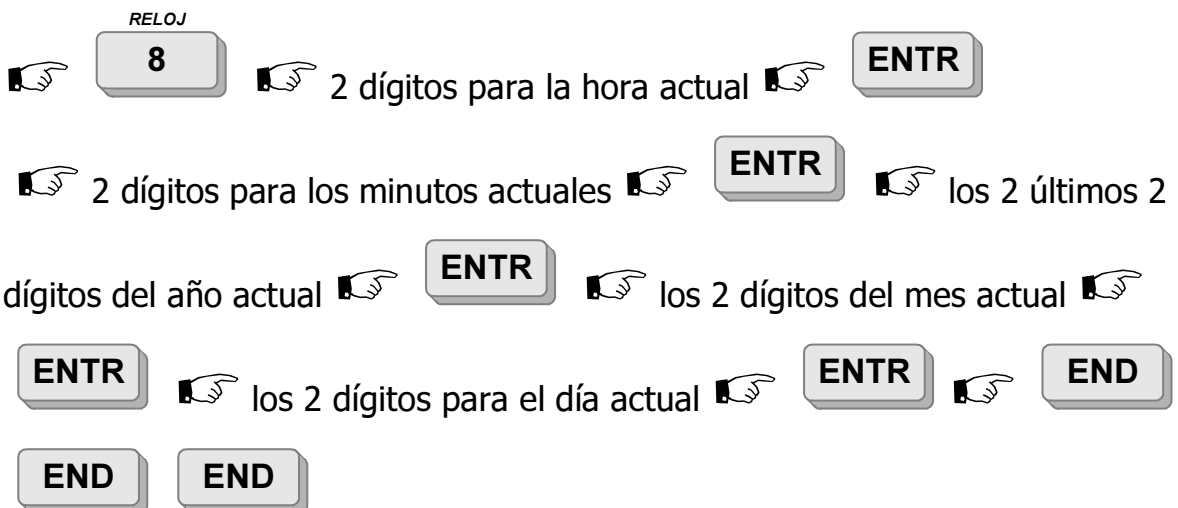 RELOJ
☞ 8 ☞ 2 dígitos para la hora actual ☞ ENTR
☞ 2 dígitos para los minutos actuales ☞ ENTR ☞ los 2 últimos 2
dígitos del año actual ☞ ENTR ☞ los 2 dígitos del mes actual ☞
ENTR ☞ los 2 dígitos para el día actual ☞ ENTR ☞ END
END END